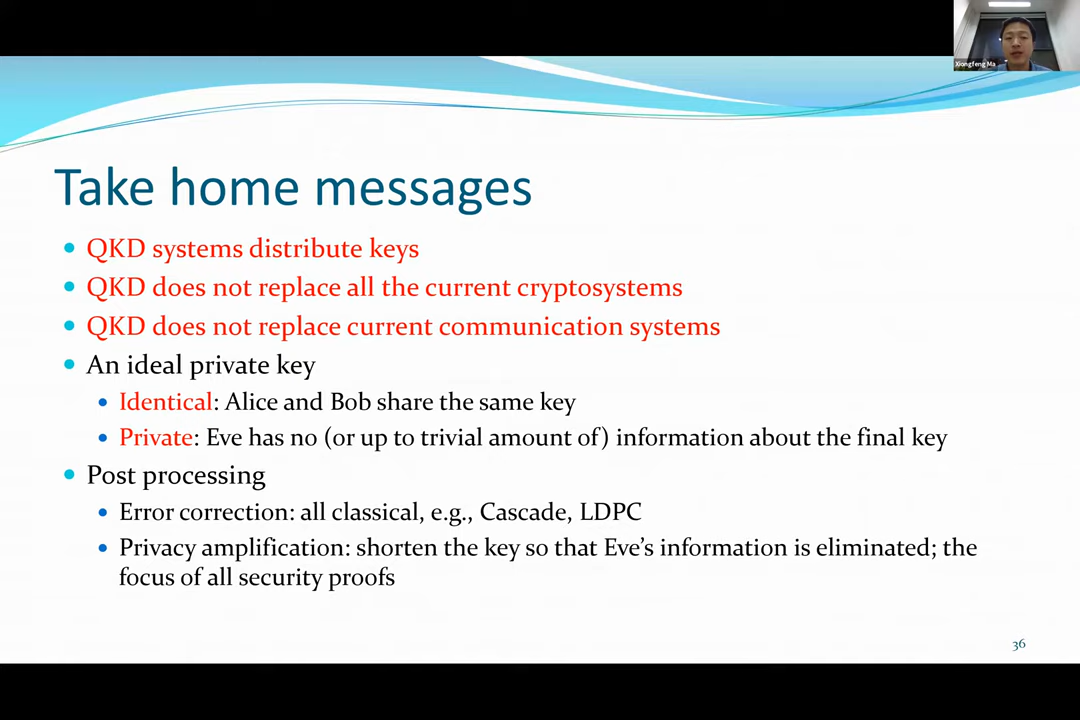 Xiongfeng Ma
Take home messages
QKD systems distribute keys
QKD does not replace all the current cryptosystems
QKD does not replace current communication systems
An ideal private key
Identical: Alice and Bob share the same key
Private: Eve has no (or up to trivial amount of) information about the final key
Post processing
Error correction: all classical, e.g., Cascade, LDPC
Privacy amplification: shorten the key so that Eve’s information is eliminated; the
focus of all security proofs
36